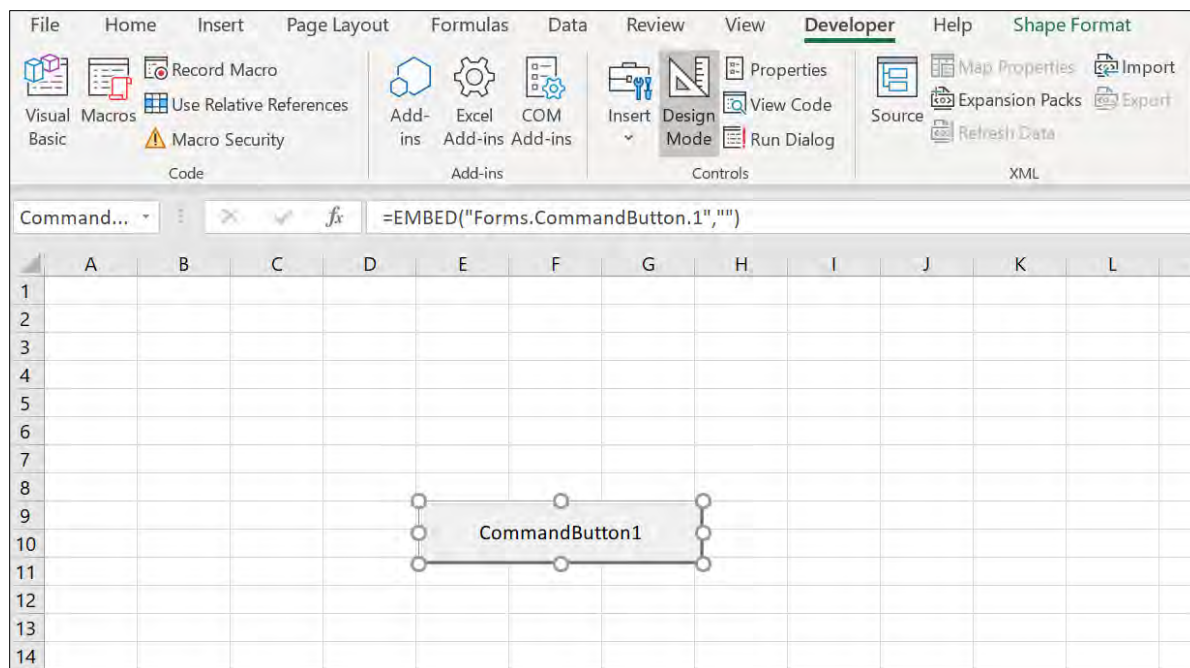 File Home Insert Page Layout Formulas Data Review View Developer Help Shape Format
Visual Basic
Macros
Record Macro
Use Relative References
Macro Security
Code
Add-ins
Excel Add-ins
COM Add-ins
Add-ins
Insert
Design Mode
Properties
View Code
Run Dialog
Controls
Source
Map Properties
Expansion Packs
Refresh Data
Import
Export
XML
Command... fx =EMBED("Forms.CommandButton.1","")
A B C D E F G H I J K L
1
2
3
4
5
6
7
8
9
CommandButton1
10
11
12
13
14